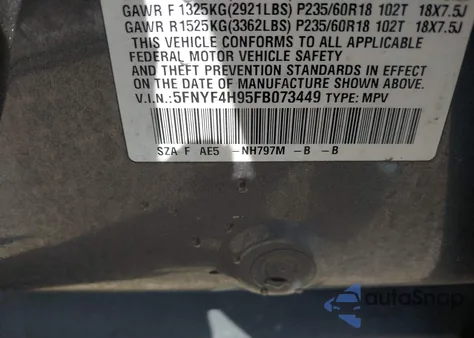 GAWR F 1325KG(2921LBS) P235/60R18 102T 18X7.5J
GAWR R1525KG(3362LBS) P235/60R18 102T 18X7.5J
THIS VEHICLE CONFORMS TO ALL APPLICABLE
FEDERAL MOTOR VEHICLE SAFETY
AND THEFT PREVENTION STANDARDS IN EFFECT
ON THE DATE OF MANUFACTURE SHOWN ABOVE.
V.I.N.:5FNYF4H95FB073449 TYPE: MPV
SZA F AE5 -NH797M -B -B
autoSnap